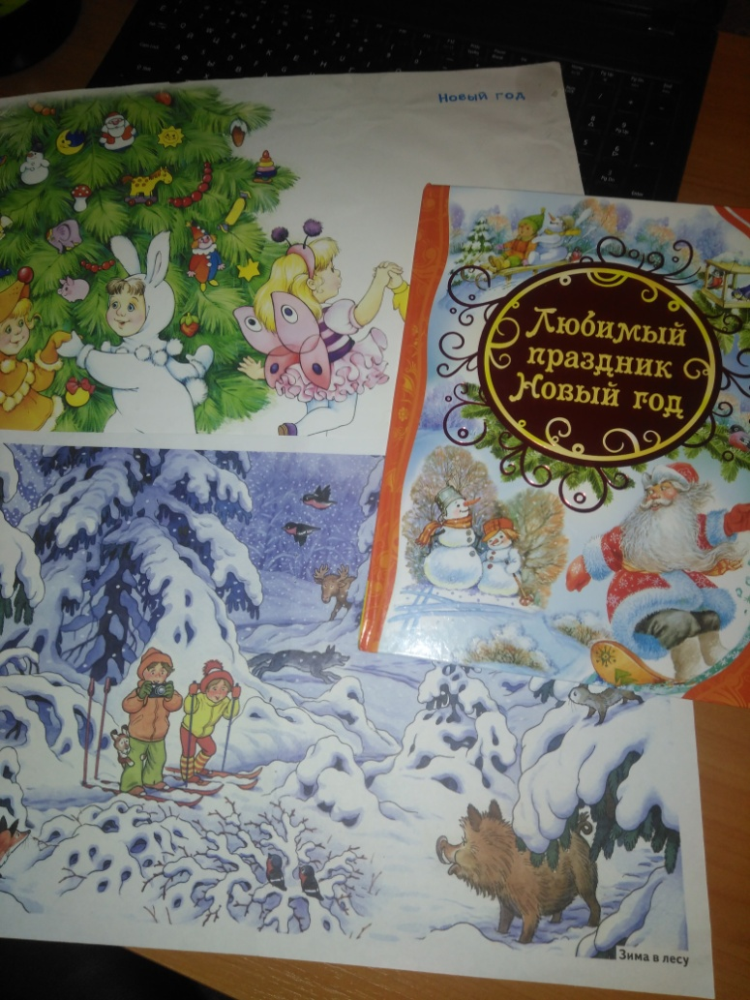 Новый год
Любимый
праздник
Новый год
Зима в лесу